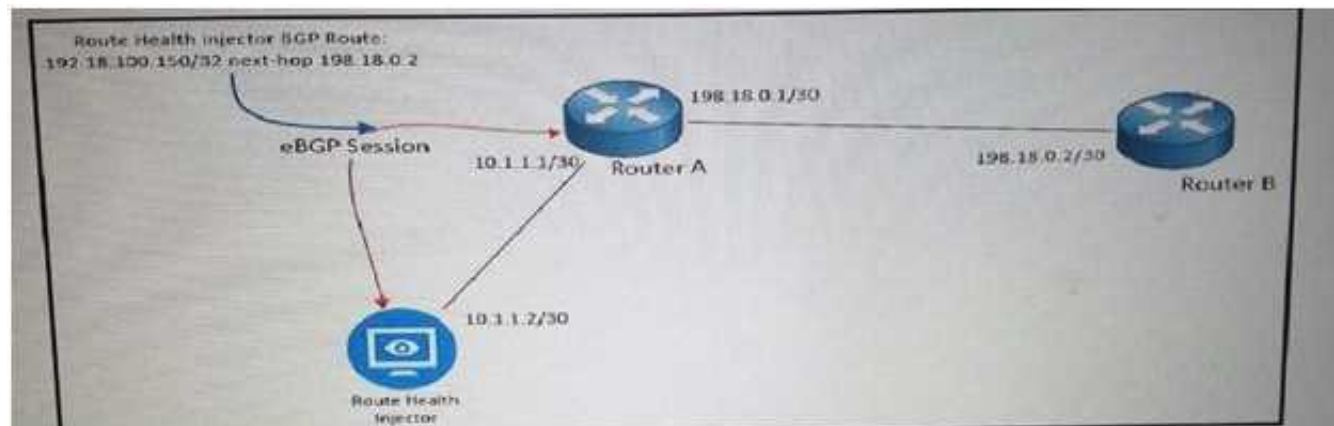 Route Health Injector BGP Route:
192.18.100.150/32 next-hop 198.18.0.2
eBGP Session
198.18.0.1/30
10.1.1.1/30
Router A
198.18.0.2/30
Router B
10.1.1.2/30
Route Health
Injector